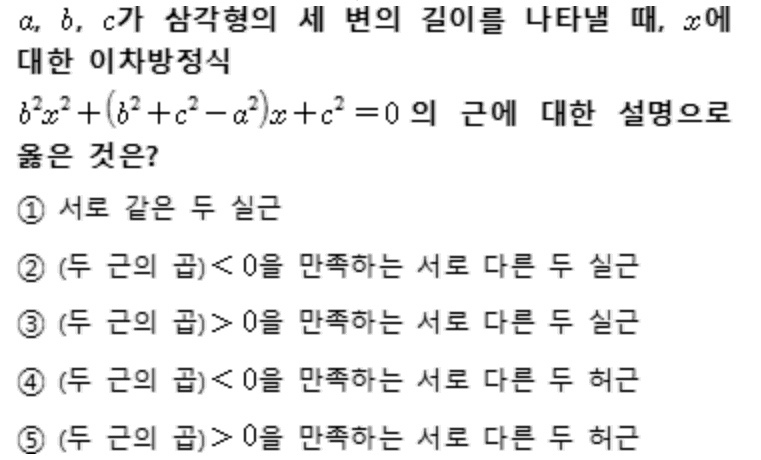 a, b, c가 삼각형의 세 변의 길이를 나타낼 때, x에
대한 이차방정식
b²x²+(b²+c²-a²)x+c²=0 의 근에 대한 설명으로
옳은 것은?
① 서로 같은 두 실근
② (두 근의 곱)<0을 만족하는 서로 다른 두 실근
③ (두 근의 곱)>0을 만족하는 서로 다른 두 실근
④ (두 근의 곱)<0을 만족하는 서로 다른 두 허근
⑤ (두 근의 곱)>0을 만족하는 서로 다른 두 허근